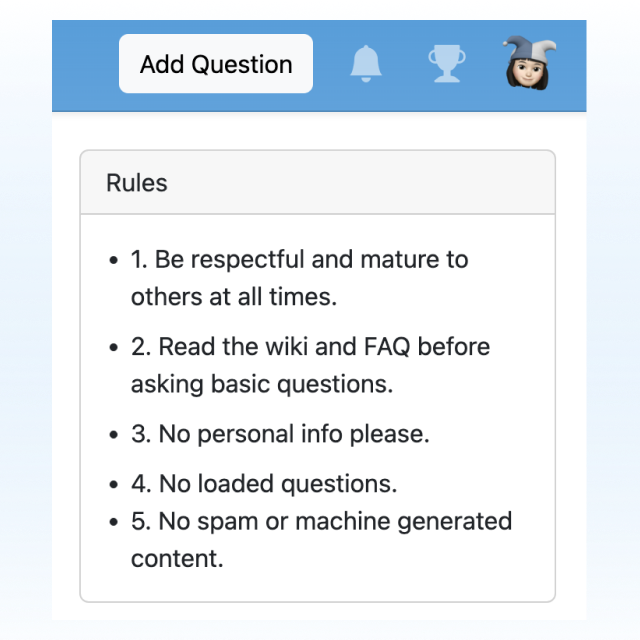 Add Question
Rules
• 1. Be respectful and mature to
others at all times.
• 2. Read the wiki and FAQ before
asking basic questions.
• 3. No personal info please.
• 4. No loaded questions.
• 5. No spam or machine generated
content.